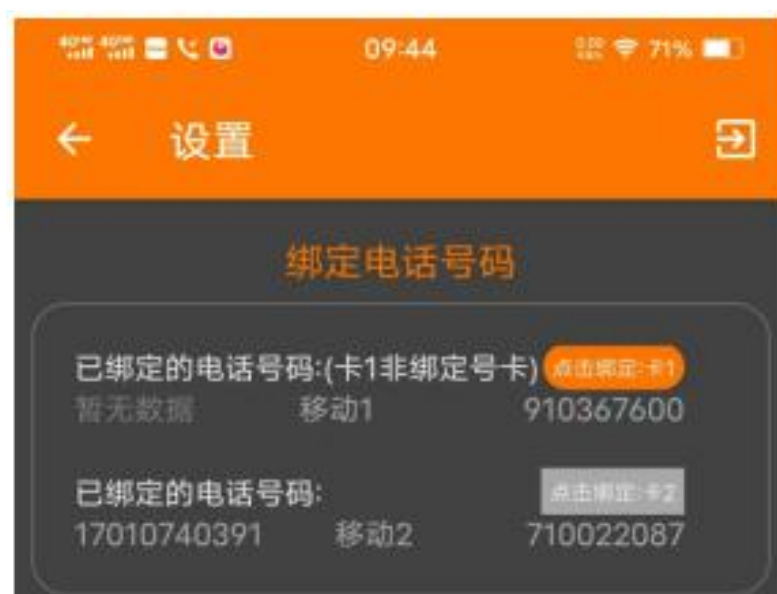 09:44
71%
设置
绑定电话号码
已绑定的电话号码:(卡1非绑定号卡) 点击绑定:卡1
暂无数据 移动1 910367600
已绑定的电话号码: 点击绑定:卡2
17010740391 移动2 710022087